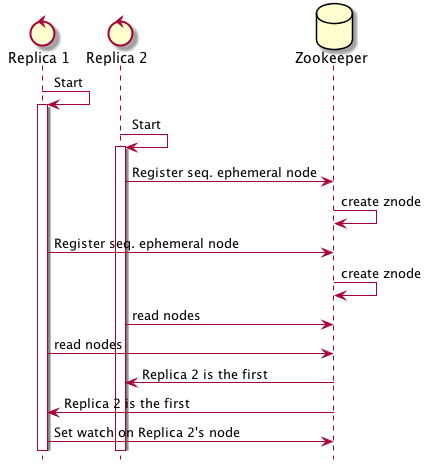 Replica 1
Replica 2
Zookeeper
Start
Start
Register seq. ephemeral node
create znode
Register seq. ephemeral node
create znode
read nodes
read nodes
Replica 2 is the first
Replica 2 is the first
Set watch on Replica 2's node